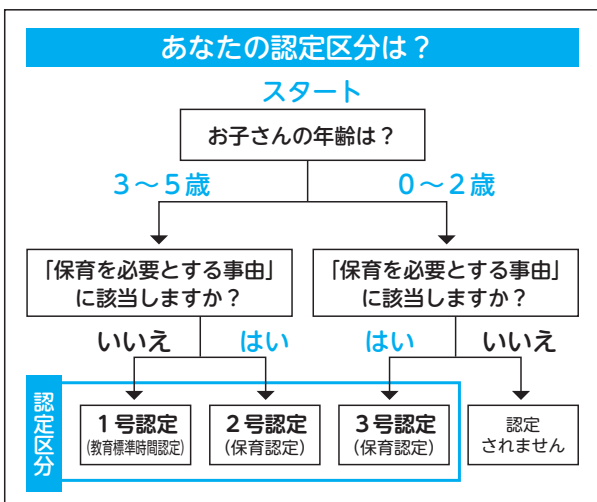 あなたの認定区分は？
スタート
お子さんの年齢は？
3～5歳
0～2歳
「保育を必要とする事由」
に該当しますか？
「保育を必要とする事由」
に該当しますか？
いいえ
はい
はい
いいえ
認定区分
1号認定
(教育標準時間認定)
2号認定
(保育認定)
3号認定
(保育認定)
認定
されません